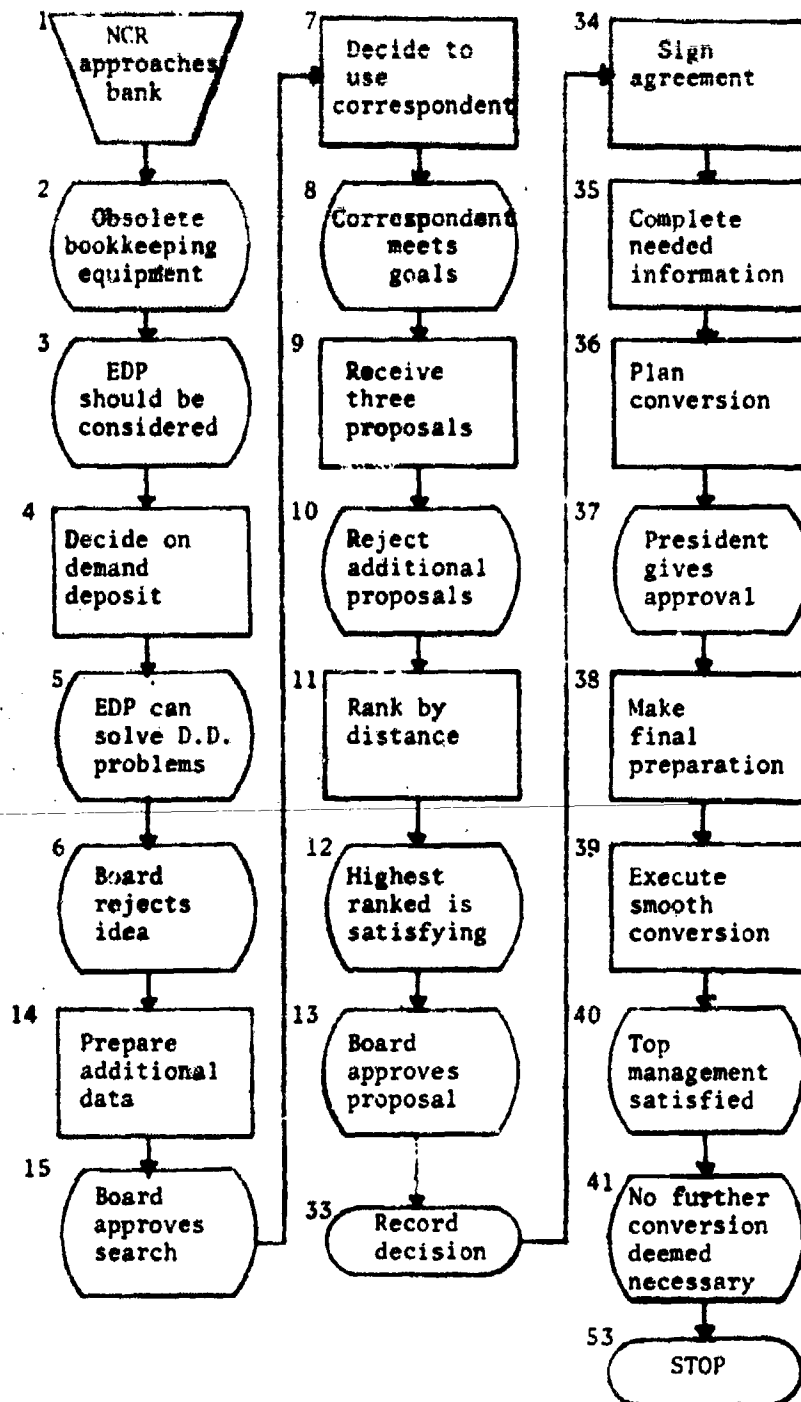 1
NCR
approaches
bank
2
Obsolete
bookkeeping
equipment
3
EDP
should be
considered
4
Decide on
demand
deposit
5
EDP can
solve D.D.
problems
6
Board
rejects
idea
14
Prepare
additional
data
15
Board
approves
search
7
Decide to
use
correspondent
8
Correspondent
meets
goals
9
Receive
three
proposals
10
Reject
additional
proposals
11
Rank by
distance
12
Highest
ranked is
satisfying
13
Board
approves
proposal
33
Record
decision
34
Sign
agreement
35
Complete
needed
information
36
Plan
conversion
37
President
gives
approval
38
Make
final
preparation
39
Execute
smooth
conversion
40
Top
management
satisfied
41
No further
conversion
deemed
necessary
53
STOP